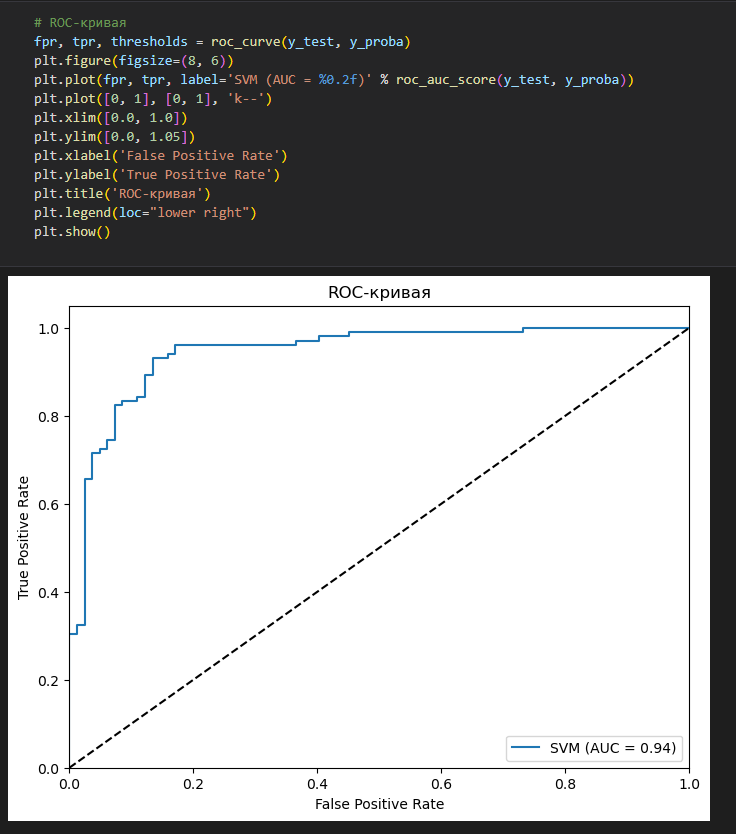 # ROC-кривая
fpr, tpr, thresholds = roc_curve(y_test, y_proba)
plt.figure(figsize=(8, 6))
plt.plot(fpr, tpr, label='SVM (AUC = %0.2f)' % roc_auc_score(y_test, y_proba))
plt.plot([0, 1], [0, 1], 'k--')
plt.xlim([0.0, 1.0])
plt.ylim([0.0, 1.05])
plt.xlabel('False Positive Rate')
plt.ylabel('True Positive Rate')
plt.title('ROC-кривая')
plt.legend(loc="lower right")
plt.show()
ROC-кривая
1.0
0.8
0.6
0.4
0.2
0.0
True Positive Rate
SVM (AUC = 0.94)
0.0 0.2 0.4 0.6 0.8 1.0
False Positive Rate